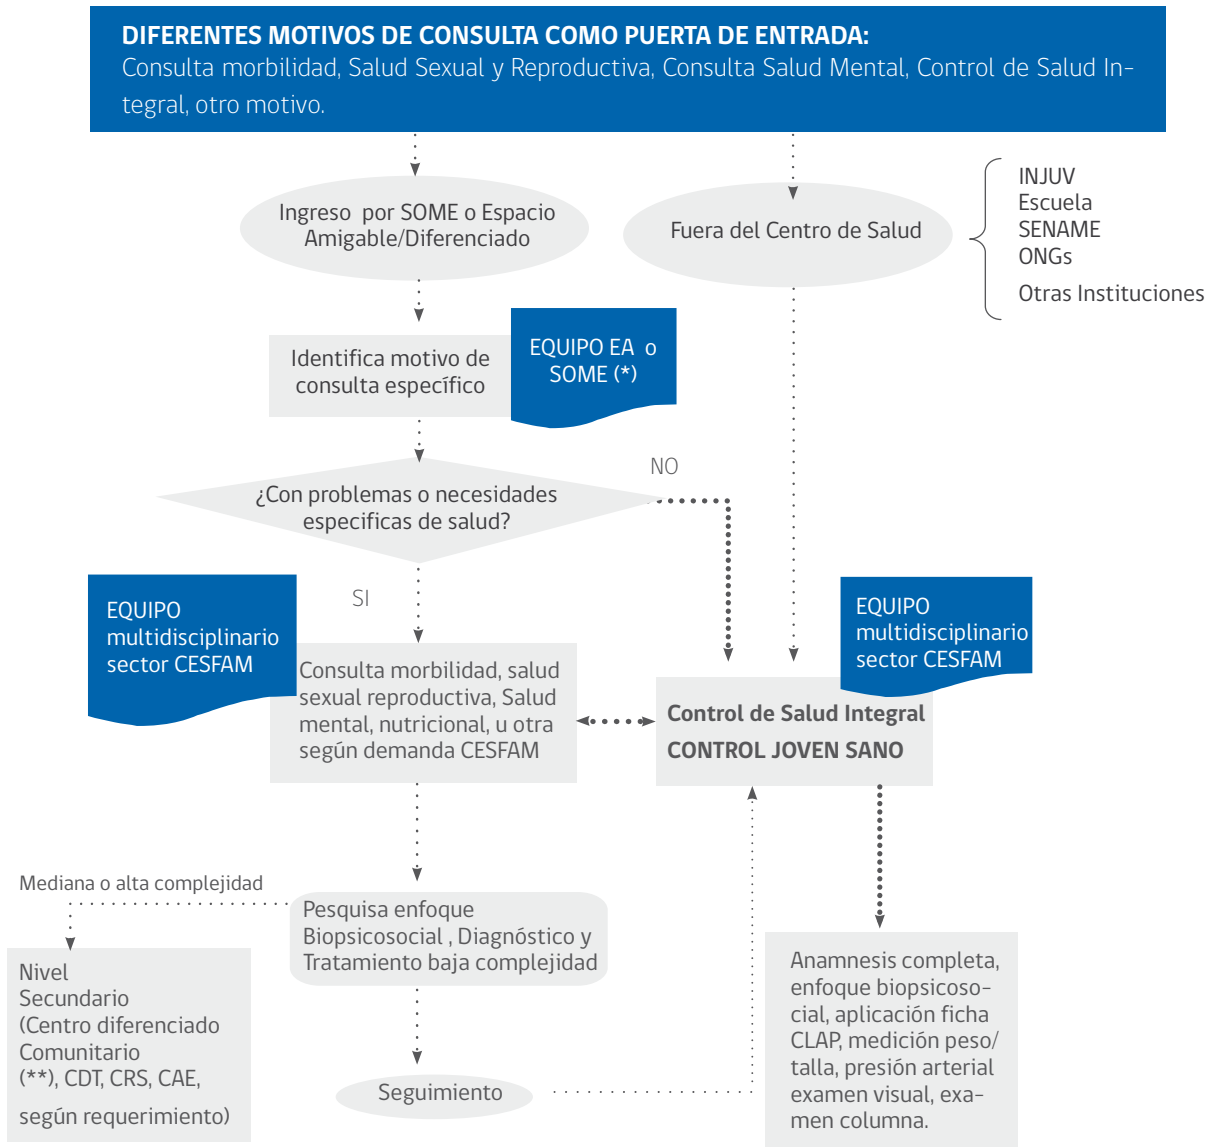 DIFERENTES MOTIVOS DE CONSULTA COMO PUERTA DE ENTRADA:
Consulta morbilidad, Salud Sexual y Reproductiva, Consulta Salud Mental, Control de Salud In-
tegral, otro motivo.
Ingreso por SOME o Espacio
Amigable/Diferenciado
Fuera del Centro de Salud
INJUV
Escuela
SENAME
ONGs
Otras Instituciones
Identifica motivo de
consulta específico
EQUIPO EA o
SOME (*)
¿Con problemas o necesidades
especificas de salud?
NO
SI
EQUIPO
multidisciplinario
sector CESFAM
Consulta morbilidad, salud
sexual reproductiva, Salud
mental, nutricional, u otra
según demanda CESFAM
EQUIPO
multidisciplinario
sector CESFAM
Control de Salud Integral
CONTROL JOVEN SANO
Mediana o alta complejidad
Pesquisa enfoque
Biopsicosocial , Diagnóstico y
Tratamiento baja complejidad
Nivel
Secundario
(Centro diferenciado
Comunitario
(**), CDT, CRS, CAE,
según requerimiento)
Seguimiento
Anamnesis completa,
enfoque biopsicoso-
cial, aplicación ficha
CLAP, medición peso/
talla, presión arterial
examen visual, exa-
men columna.